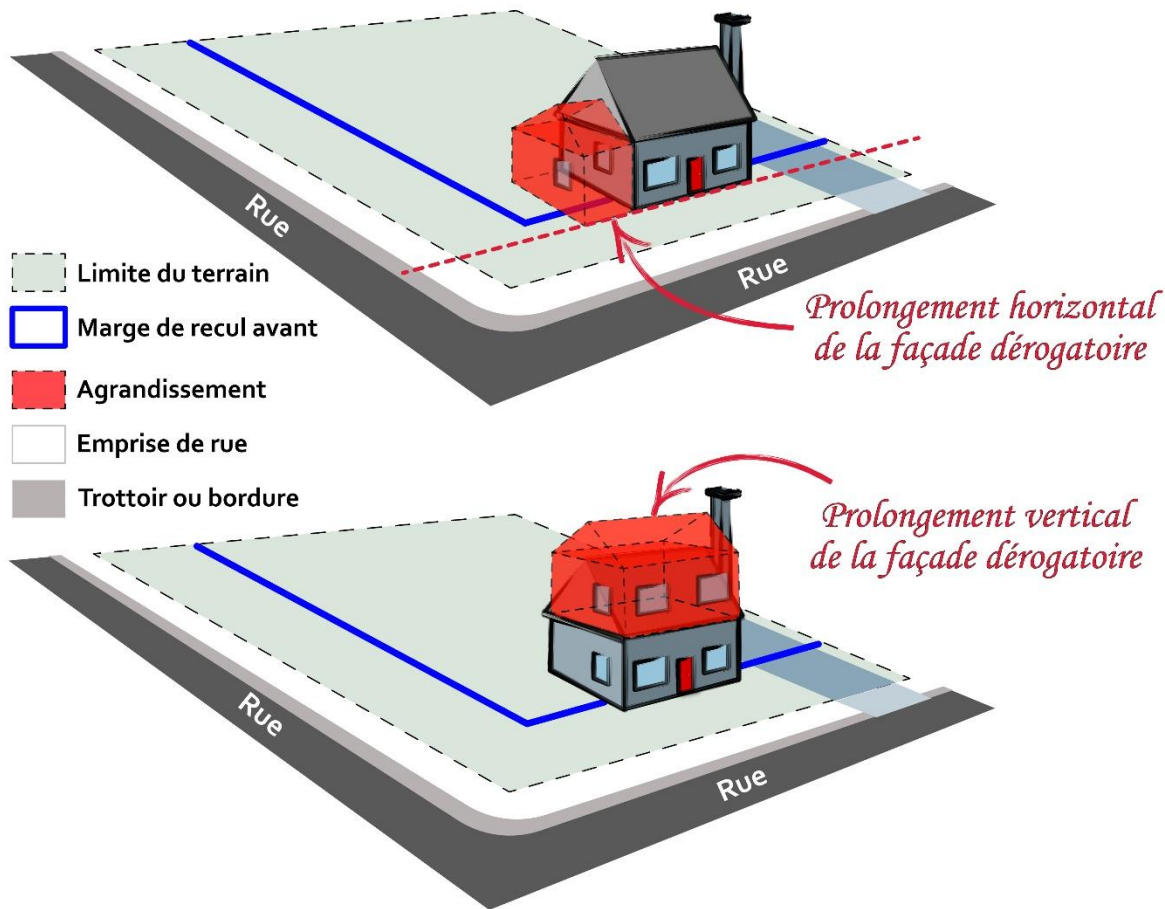 Rue
Rue
Limite du terrain
Marge de recul avant
Agrandissement
Emprise de rue
Trottoir ou bordure
Prolongement horizontal
de la façade dérogatoire
Prolongement vertical
de la façade dérogatoire
Rue
Rue